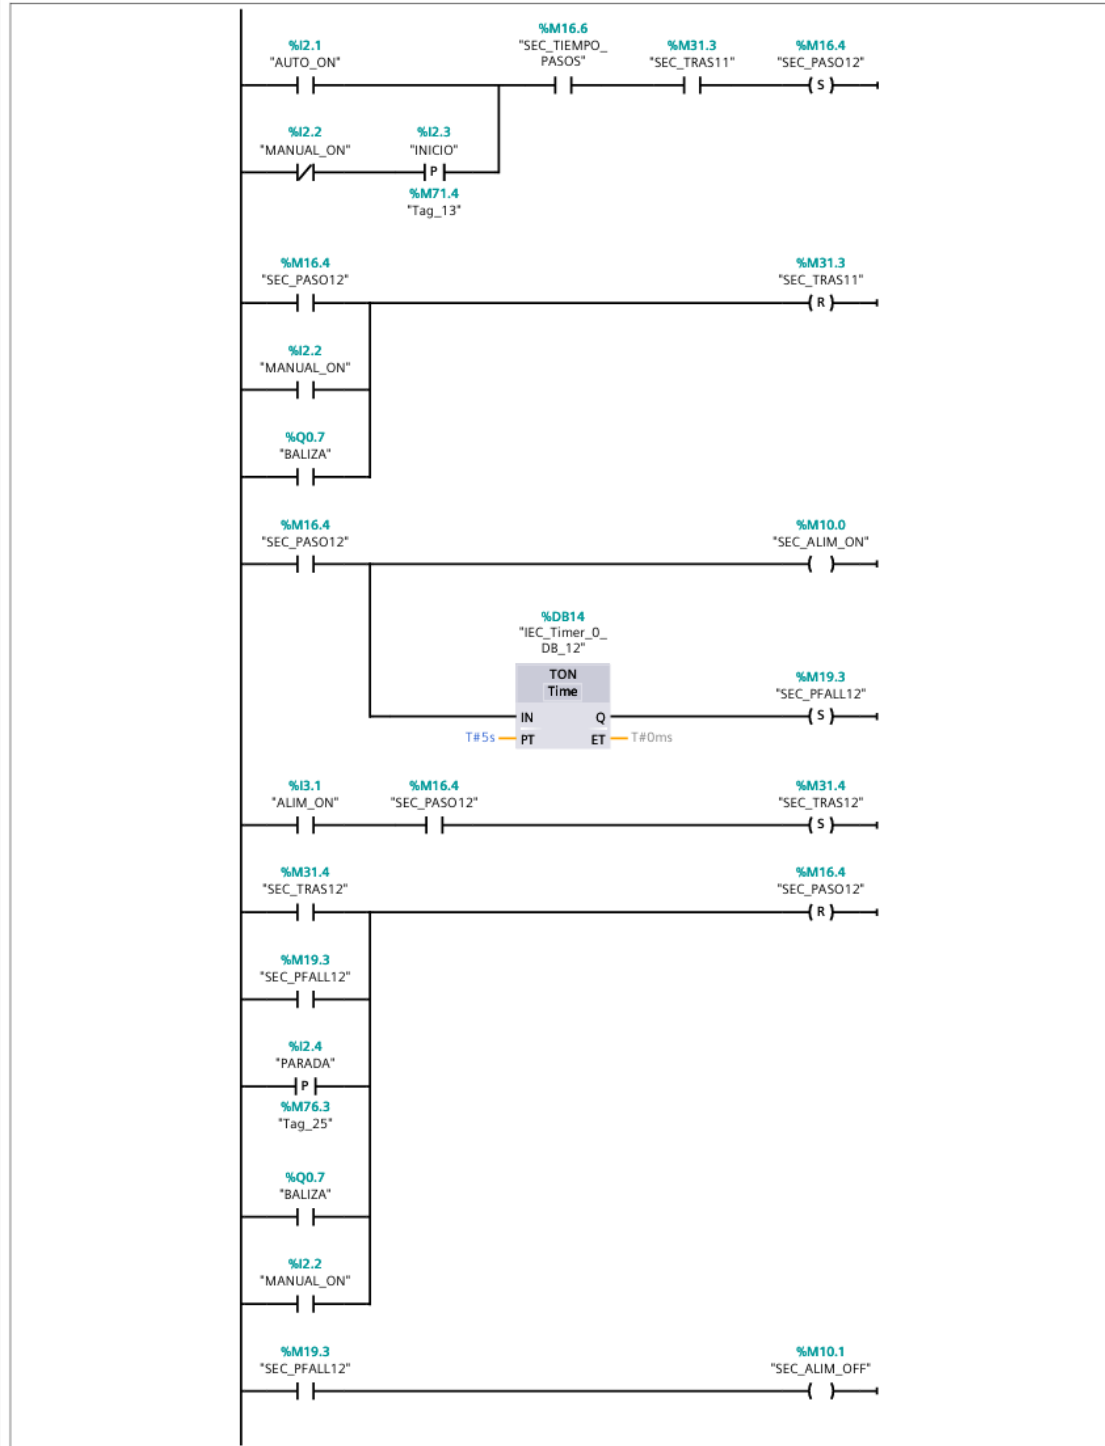 %M16.6
"SEC_TIEMPO_
PASOS"
%I2.1
"AUTO_ON"
%M31.3
"SEC_TRAS11"
%M16.4
"SEC_PASO12"
S
%I2.2
"MANUAL_ON"
%I2.3
"INICIO"
P
%M71.4
"Tag_13"
%M16.4
"SEC_PASO12"
%M31.3
"SEC_TRAS11"
R
%I2.2
"MANUAL_ON"
%Q0.7
"BALIZA"
%M16.4
"SEC_PASO12"
%M10.0
"SEC_ALIM_ON"
%DB14
"IEC_Timer_0_
DB_12"
TON
Time
%M19.3
"SEC_PFALL12"
IN Q
S
T#5s PT ET T#0ms
%I3.1
"ALIM_ON"
%M16.4
"SEC_PASO12"
%M31.4
"SEC_TRAS12"
S
%M31.4
"SEC_TRAS12"
%M16.4
"SEC_PASO12"
R
%M19.3
"SEC_PFALL12"
%I2.4
"PARADA"
P
%M76.3
"Tag_25"
%Q0.7
"BALIZA"
%I2.2
"MANUAL_ON"
%M19.3
"SEC_PFALL12"
%M10.1
"SEC_ALIM_OFF"